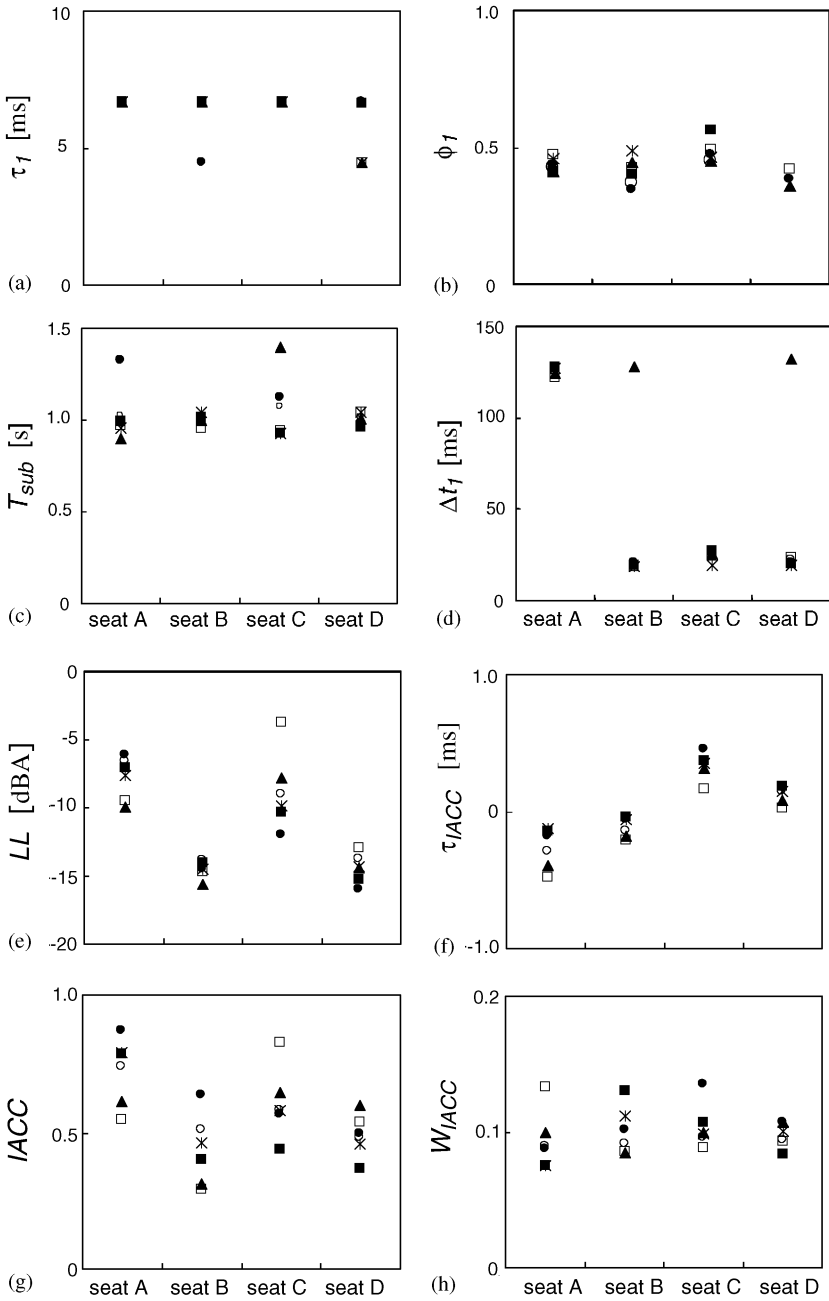 10
5
0
τ1 [ms]
(a)
1.0
0.5
0
ϕ1
(b)
1.5
1.0
0.5
0
Tsub [s]
(c)
seat A seat B seat C seat D
150
100
50
0
Δt1 [ms]
(d)
seat A seat B seat C seat D
0
-5
-10
-15
-20
LL [dBA]
(e)
1.0
0
-1.0
τIACC [ms]
(f)
1.0
0.5
0
IACC
(g)
seat A seat B seat C seat D
0.2
0.1
0.0
WIACC
(h)
seat A seat B seat C seat D